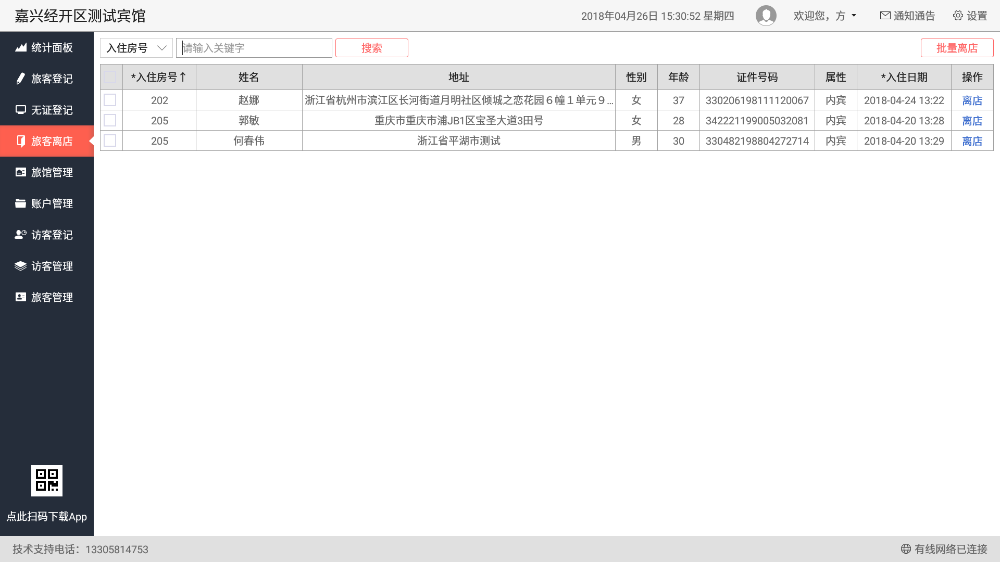 嘉兴经开区测试宾馆
2018年04月26日 15:30:52 星期四
欢迎您，方
通知通告
设置
统计面板
旅客登记
无证登记
旅客离店
旅馆管理
账户管理
访客登记
访客管理
旅客管理
点此扫码下载App
入住房号
请输入关键字
搜索
批量离店
*入住房号↑ 姓名 地址 性别 年龄 证件号码 属性 *入住日期 操作
202 赵娜 浙江省杭州市滨江区长河街道月明社区倾城之恋花园６幢１单元９... 女 37 330206198111120067 内宾 2018-04-24 13:22 离店
205 郭敏 重庆市重庆市浦JB1区宝圣大道3田号 女 28 342221199005032081 内宾 2018-04-20 13:28 离店
205 何春伟 浙江省平湖市测试 男 30 330482198804272714 内宾 2018-04-20 13:29 离店
技术支持电话：13305814753
有线网络已连接